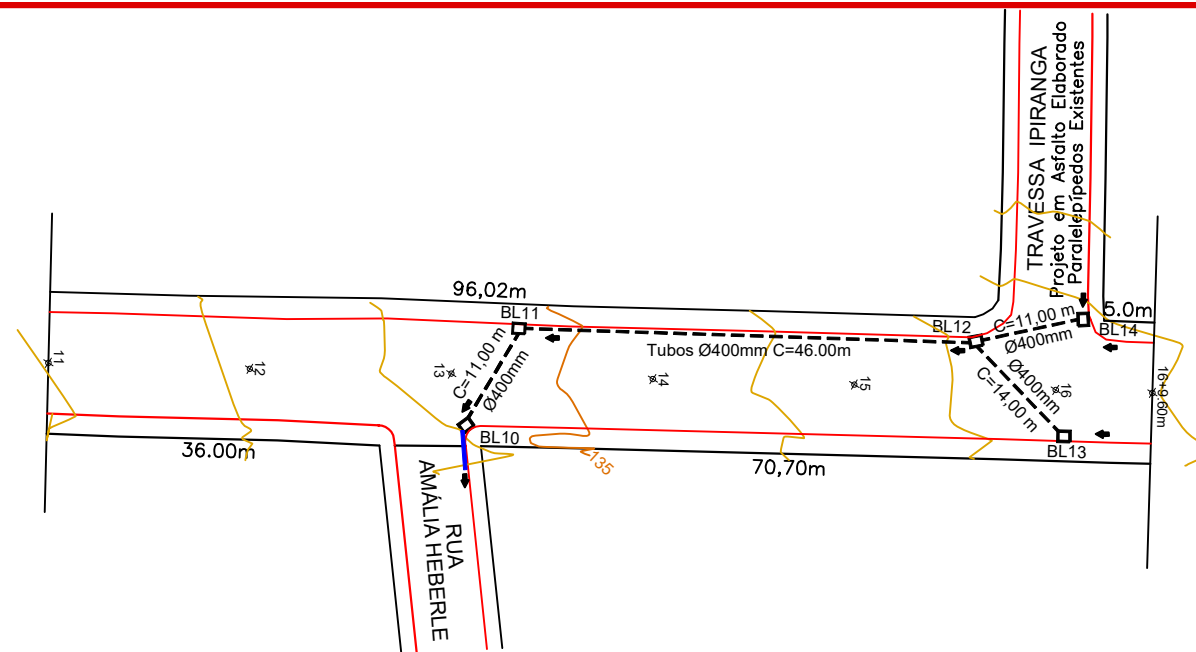 TRAVESSA IPIRANGA
Projeto em Asfalto Elaborado
Paralelepípedos Existentes
96,02m
BL11
BL12
C=11,00 m
Ø400mm
5.0m
BL14
Tubos Ø400mm C=46.00m
11
12
13
C=11,00 m
Ø400mm
14
15
16
Ø400mm
C=14,00 m
16+9.60m
36.00m
BL10
135
70,70m
BL13
RUA
AMÁLIA HEBERLE